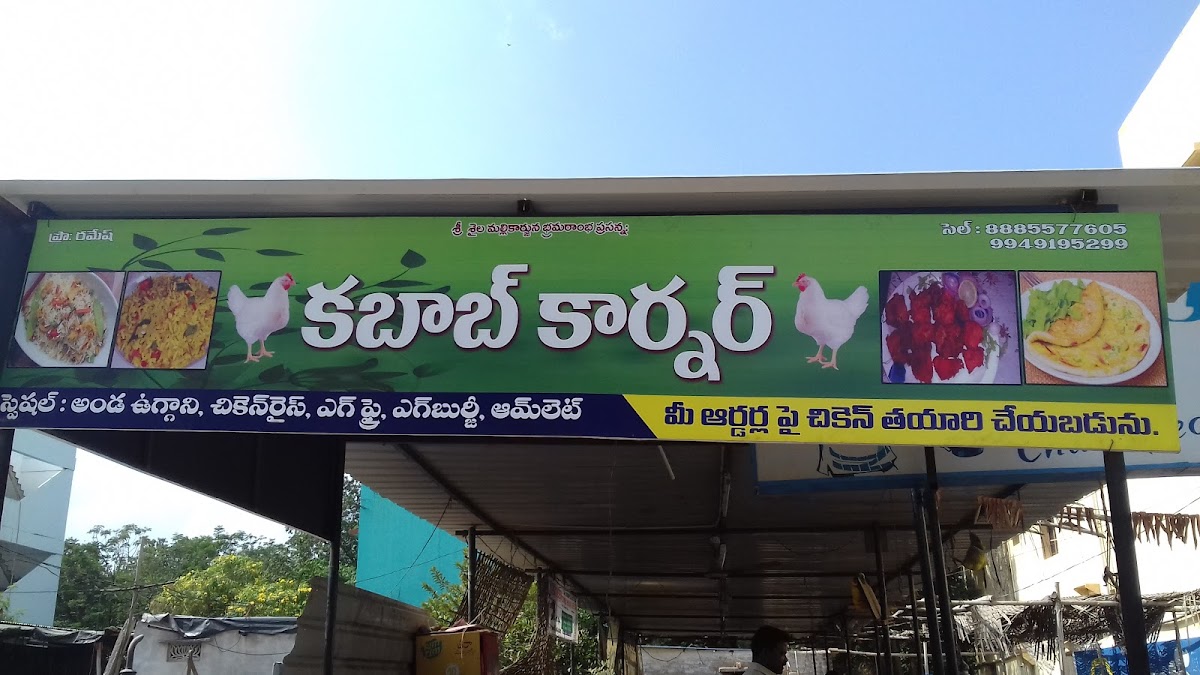 శ్రీ శైల మల్లికార్జున భ్రమరాంభ ప్రసన్న:
ప్రొ: రమేష్
సెల్ : 8885577605
9949195299
కబాబ్ కార్నర్
స్పెషల్ : అండ ఉగ్గాని, చికెన్‌రైస్, ఎగ్ ఫ్రై, ఎగ్‌బుర్జీ, ఆమ్‌లెట్
మీ ఆర్డర్ల పై చికెన్ తయారి చేయబడును.